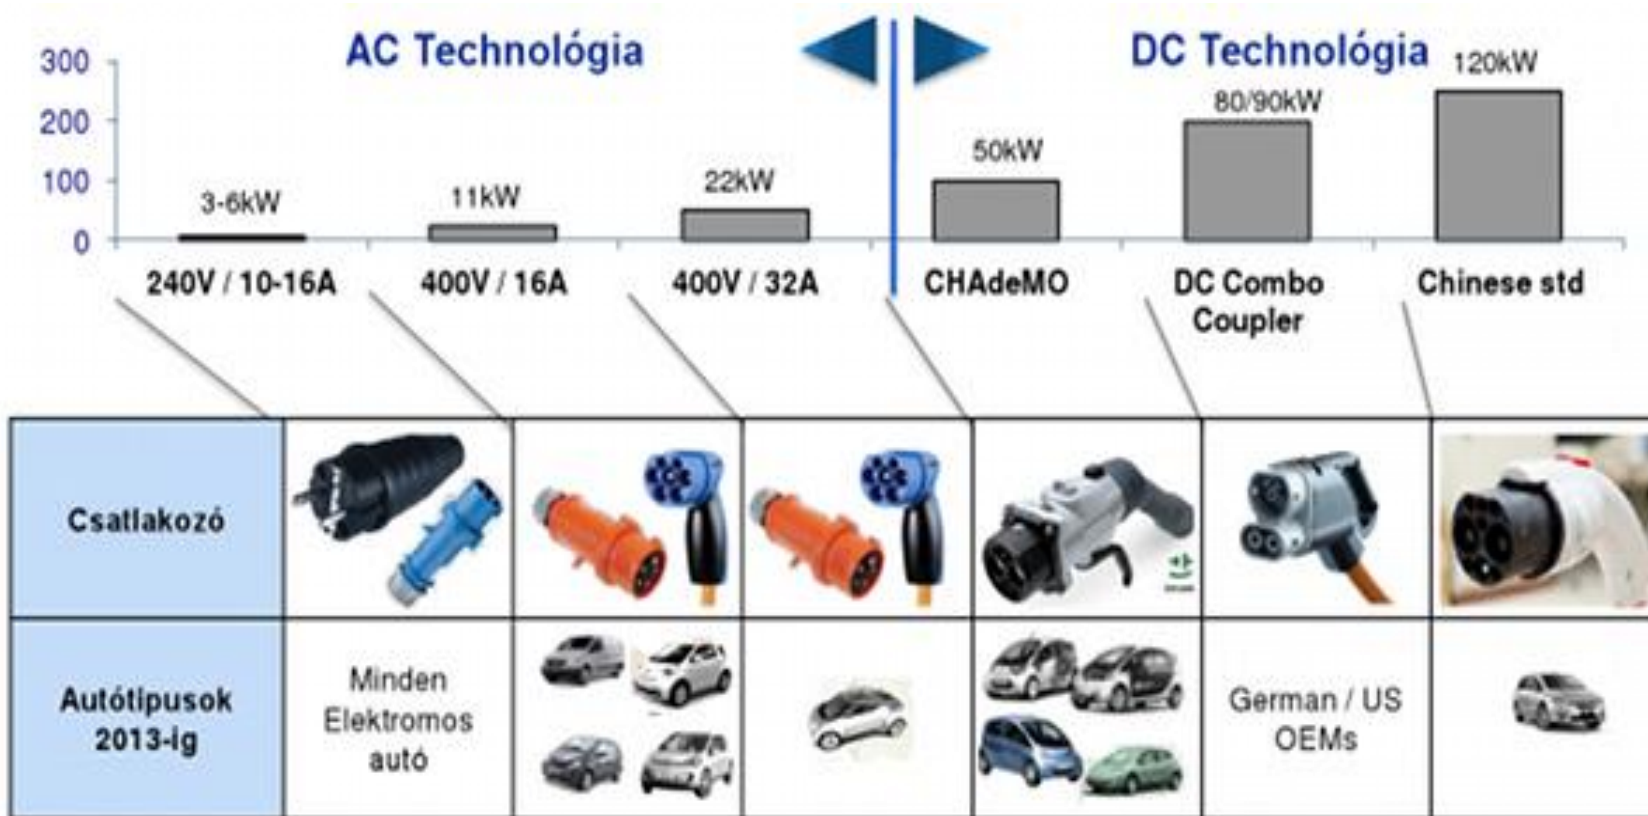 AC Technológia
DC Technológia
300
200
100
0
3-6kW
11kW
22kW
50kW
80/90kW
120kW
240V / 10-16A
400V / 16A
400V / 32A
CHAdeMO
DC Combo
Coupler
Chinese std
Csatlakozó
Autótipusok
2013-ig
Minden
Elektromos
autó
German / US
OEMs